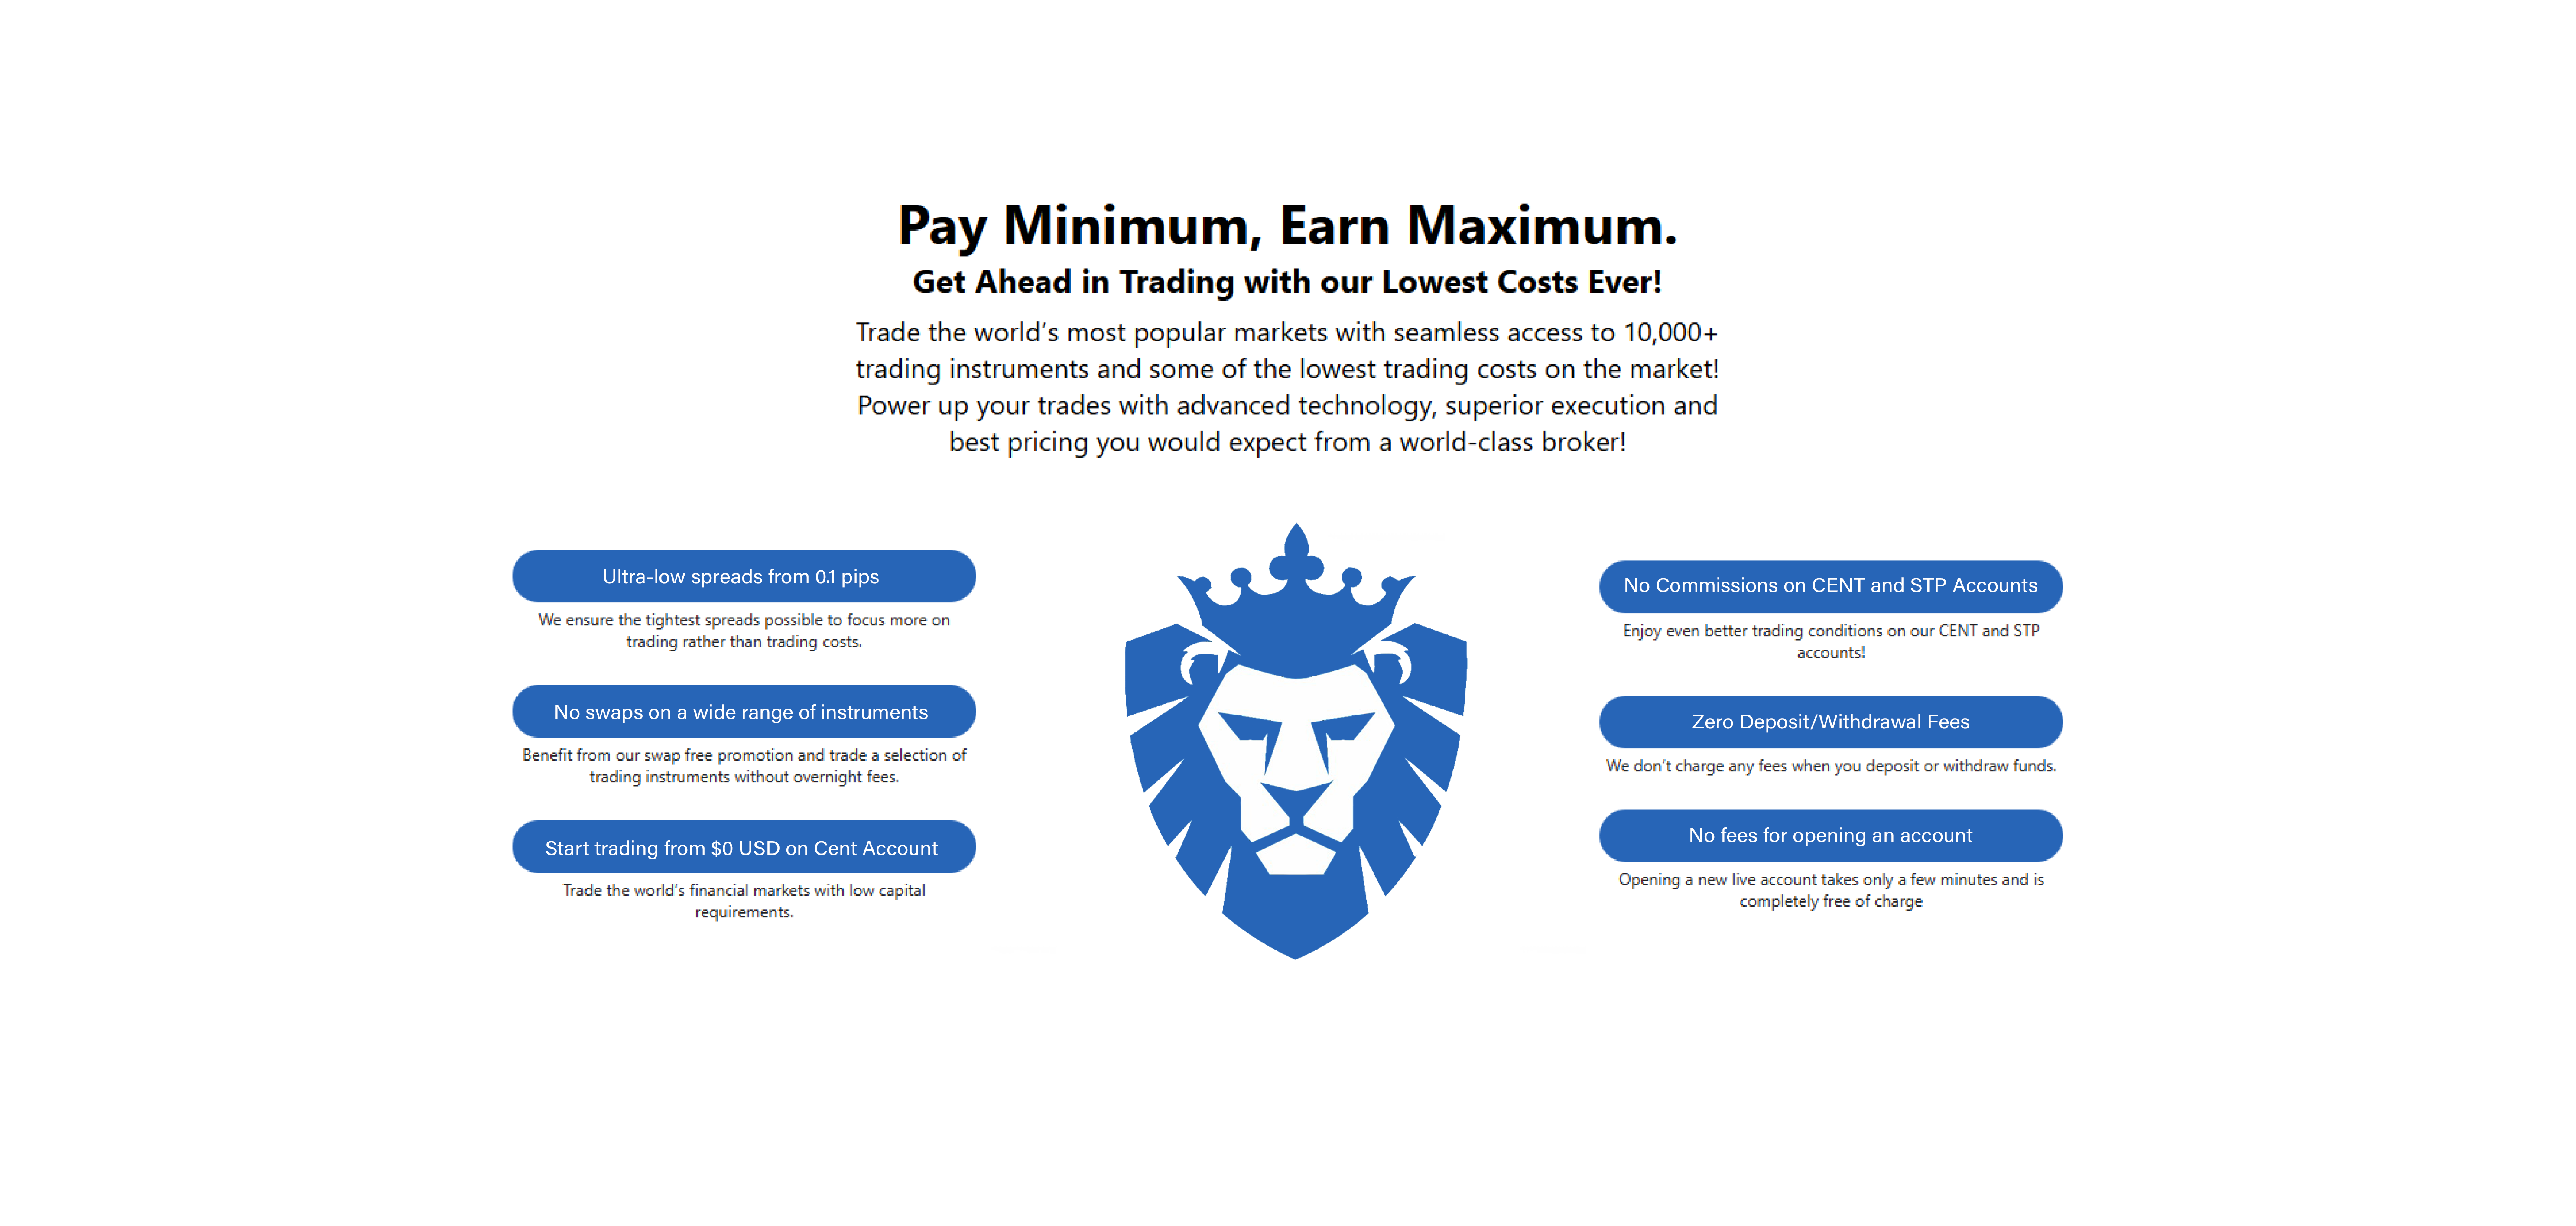 Pay Minimum, Earn Maximum.
Get Ahead in Trading with our Lowest Costs Ever!
Trade the world’s most popular markets with seamless access to 10,000+
trading instruments and some of the lowest trading costs on the market!
Power up your trades with advanced technology, superior execution and
best pricing you would expect from a world-class broker!
Ultra-low spreads from 0.1 pips
We ensure the tightest spreads possible to focus more on
trading rather than trading costs.
No swaps on a wide range of instruments
Benefit from our swap free promotion and trade a selection of
trading instruments without overnight fees.
Start trading from $0 USD on Cent Account
Trade the world’s financial markets with low capital
requirements.
No Commissions on CENT and STP Accounts
Enjoy even better trading conditions on our CENT and STP
accounts!
Zero Deposit/Withdrawal Fees
We don’t charge any fees when you deposit or withdraw funds.
No fees for opening an account
Opening a new live account takes only a few minutes and is
completely free of charge